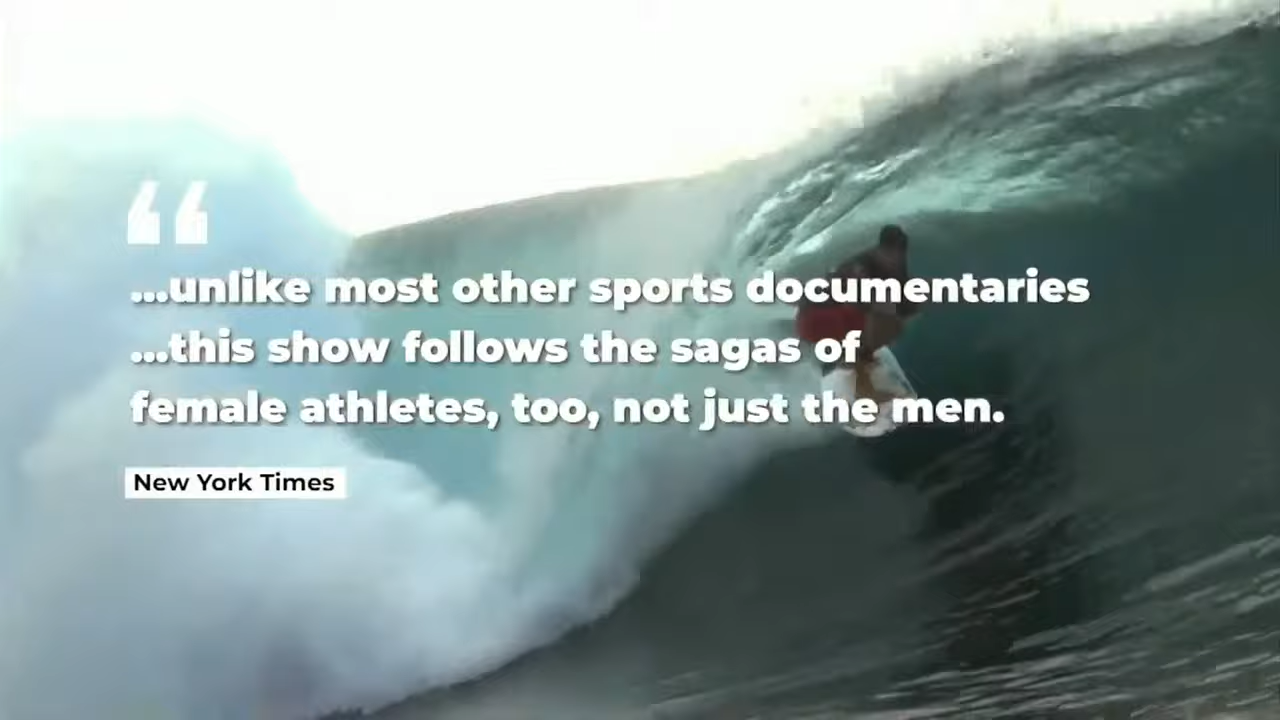 “
...unlike most other sports documentaries
...this show follows the sagas of
female athletes, too, not just the men.
New York Times